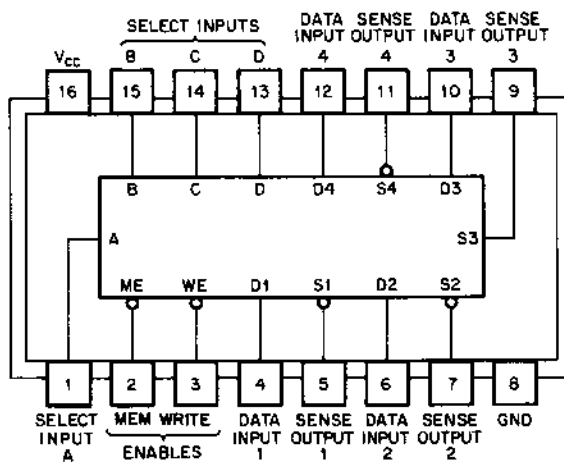 SELECT INPUTS
DATA INPUT 4
SENSE OUTPUT 4
DATA INPUT 3
SENSE OUTPUT 3
VCC B C D
16 15 14 13 12 11 10 9
B C D D4 S4 D3
A S3
ME WE D1 S1 D2 S2
1 2 3 4 5 6 7 8
SELECT INPUT A
MEM WRITE
ENABLES
DATA INPUT 1
SENSE OUTPUT 1
DATA INPUT 2
SENSE OUTPUT 2
GND